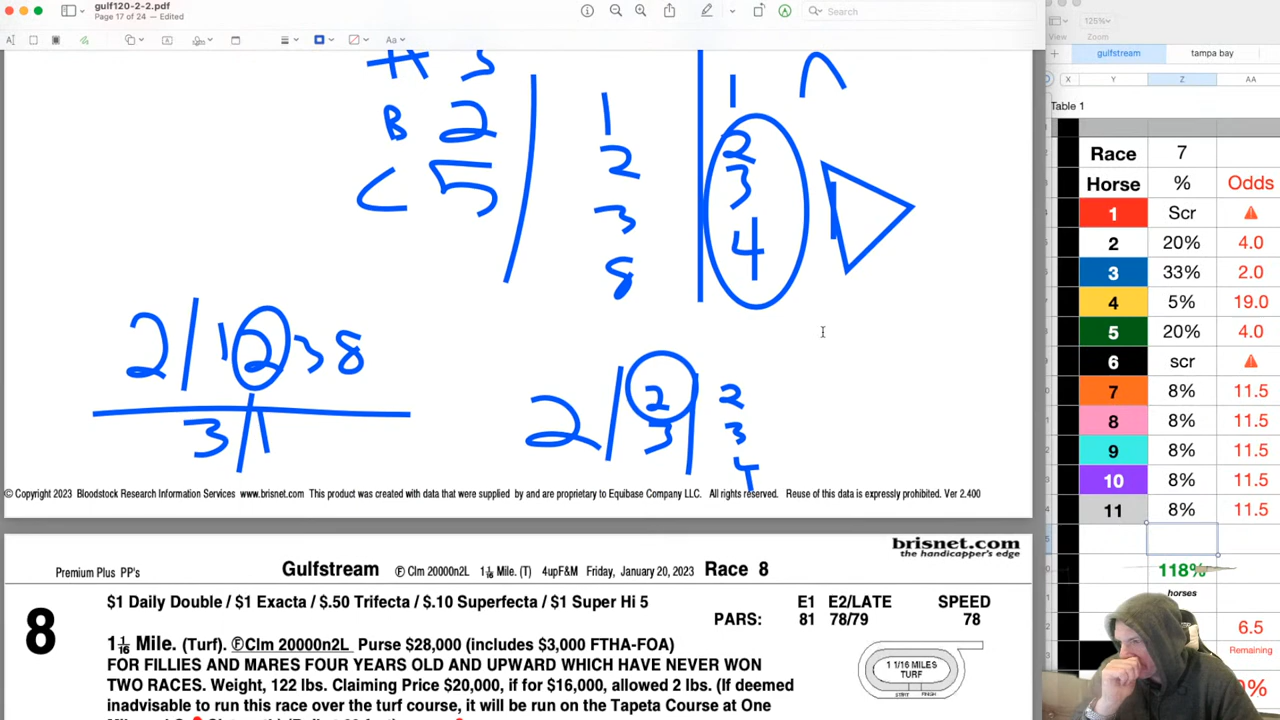 gulf120-2-2.pdf
Page 17 of 24 — Edited
Search
Aa
A 3
B 2
C 5
1
2
3
8
1
2
3
4
2/1238
3/1
2
2
3
2
3
4
© Copyright 2023 Bloodstock Research Information Services www.brisnet.com This product was created with data that were supplied by and are proprietary to Equibase Company LLC. All rights reserved. Reuse of this data is expressly prohibited. Ver 2.400
brisnet.com
the handicapper's edge
Premium Plus PP's
Gulfstream
Ⓕ Clm 20000n2L 1 1/16 Mile. (T) 4upF&M Friday, January 20, 2023 Race 8
8
$1 Daily Double / $1 Exacta / $.50 Trifecta / $.10 Superfecta / $1 Super Hi 5
E1 E2/LATE SPEED
PARS: 81 78/79 78
1 1/16 Mile. (Turf). ⒻClm 20000n2L Purse $28,000 (includes $3,000 FTHA-FOA)
FOR FILLIES AND MARES FOUR YEARS OLD AND UPWARD WHICH HAVE NEVER WON
TWO RACES. Weight, 122 lbs. Claiming Price $20,000, if for $16,000, allowed 2 lbs. (If deemed
inadvisable to run this race over the turf course, it will be run on the Tapeta Course at One
1 1/16 MILES
TURF
START FINISH
125%
View Zoom
gulfstream tampa bay
X Y Z AA
Table 1
Race 7
Horse % Odds
1 Scr
2 20% 4.0
3 33% 2.0
4 5% 19.0
5 20% 4.0
6 scr
7 8% 11.5
8 8% 11.5
9 8% 11.5
10 8% 11.5
11 8% 11.5
118%
horses
6.5
Remaining